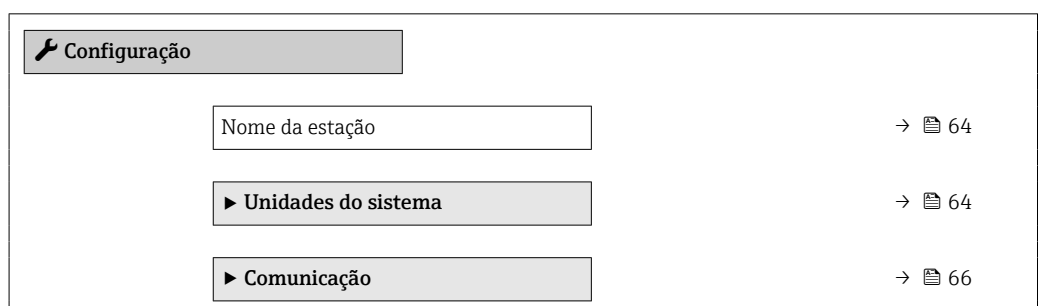 Configuração
Nome da estação → 64
▸ Unidades do sistema → 64
▸ Comunicação → 66